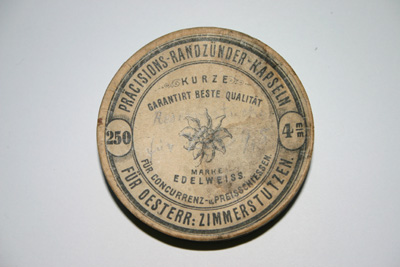 PRÄCISIONS-RANDZÜNDER-KAPSELN
KURZE
GARANTIRT BESTE QUALITÄT
250
4
MARKE
EDELWEISS
FÜR CONCURRENZ- u. PREISSCHIESSEN
FÜR OESTERR: ZIMMERSTUTZEN.